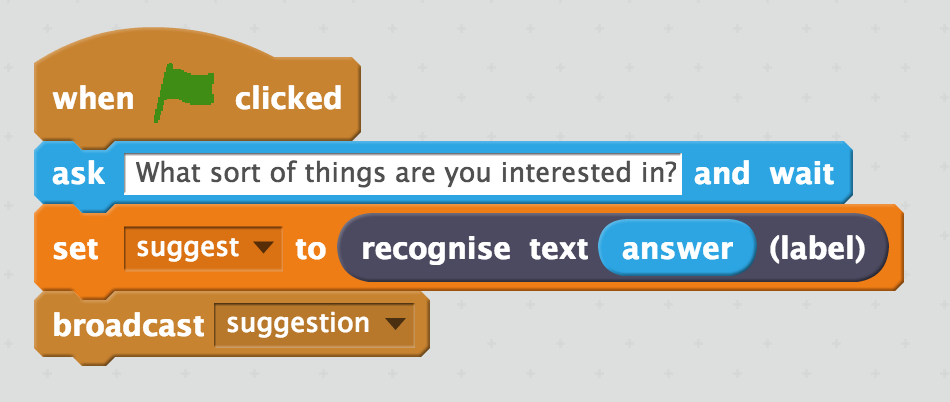 when clicked
ask What sort of things are you interested in? and wait
set suggest to recognise text answer (label)
broadcast suggestion